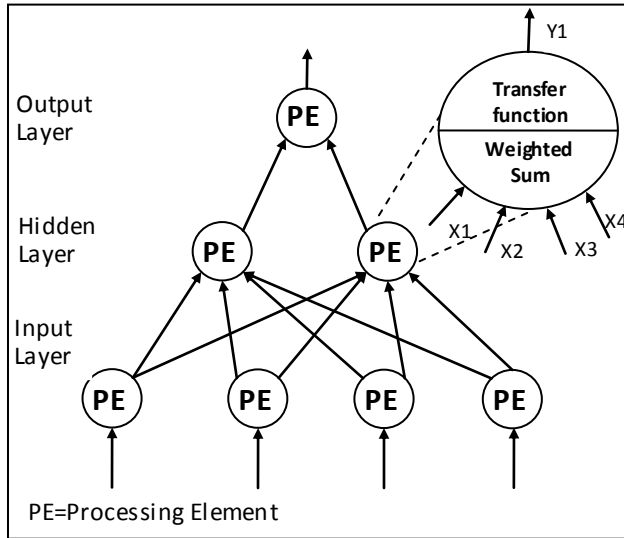 Y1
Transfer
function
Weighted
Sum
X1
X2
X3
X4
Output
Layer
PE
Hidden
Layer
PE
PE
Input
Layer
PE
PE
PE
PE
PE=Processing Element